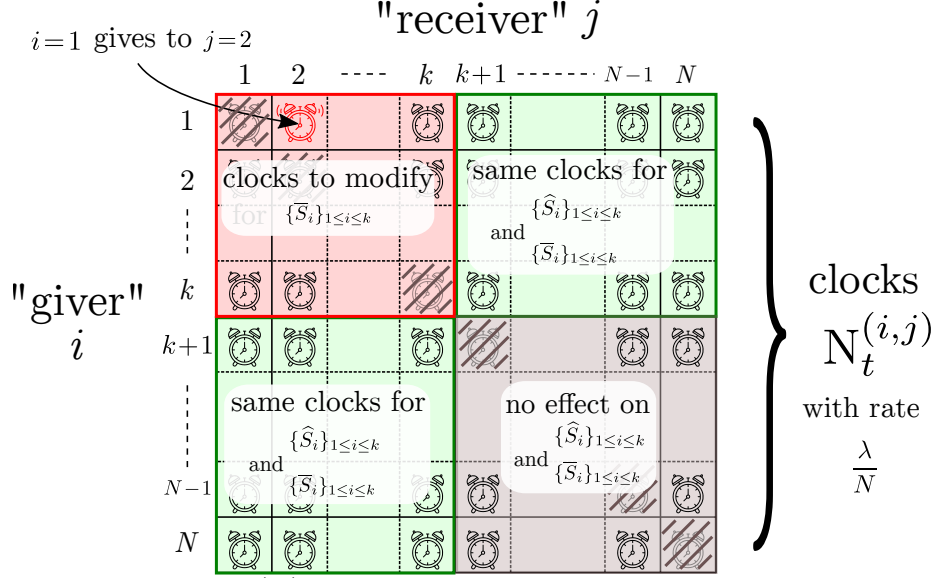 "receiver" j
i=1 gives to j=2
1 2 ---- k k+1 ------- N−1 N
1
2
k
k+1
N−1
N
"giver"
i
clocks to modify
for
{S̅_i}_{1≤i≤k}
same clocks for
{Ŝ_i}_{1≤i≤k}
and
{S̅_i}_{1≤i≤k}
same clocks for
{Ŝ_i}_{1≤i≤k}
and
{S̅_i}_{1≤i≤k}
no effect on
{Ŝ_i}_{1≤i≤k}
and
{S̅_i}_{1≤i≤k}
clocks
N_t^{(i,j)}
with rate
λ
N